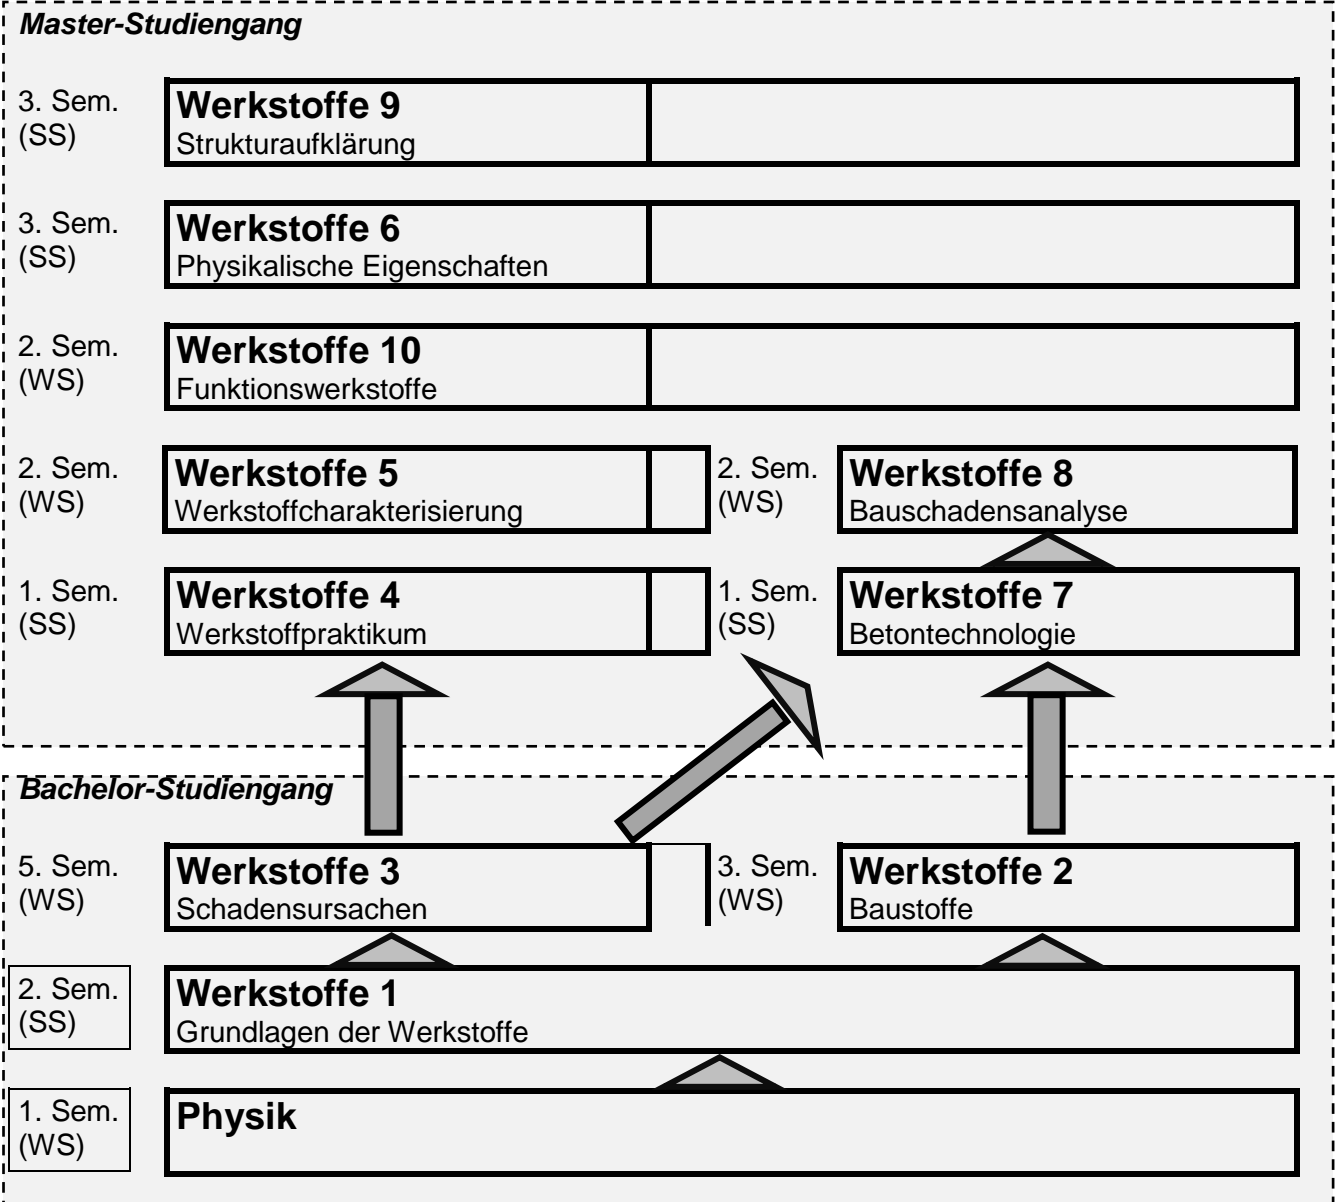 Master-Studiengang
3. Sem.
(SS)
Werkstoffe 9
Strukturaufklärung
3. Sem.
(SS)
Werkstoffe 6
Physikalische Eigenschaften
2. Sem.
(WS)
Werkstoffe 10
Funktionswerkstoffe
2. Sem.
(WS)
Werkstoffe 5
Werkstoffcharakterisierung
2. Sem.
(WS)
Werkstoffe 8
Bauschadensanalyse
1. Sem.
(SS)
Werkstoffe 4
Werkstoffpraktikum
1. Sem.
(SS)
Werkstoffe 7
Betontechnologie
Bachelor-Studiengang
5. Sem.
(WS)
Werkstoffe 3
Schadensursachen
3. Sem.
(WS)
Werkstoffe 2
Baustoffe
2. Sem.
(SS)
Werkstoffe 1
Grundlagen der Werkstoffe
1. Sem.
(WS)
Physik